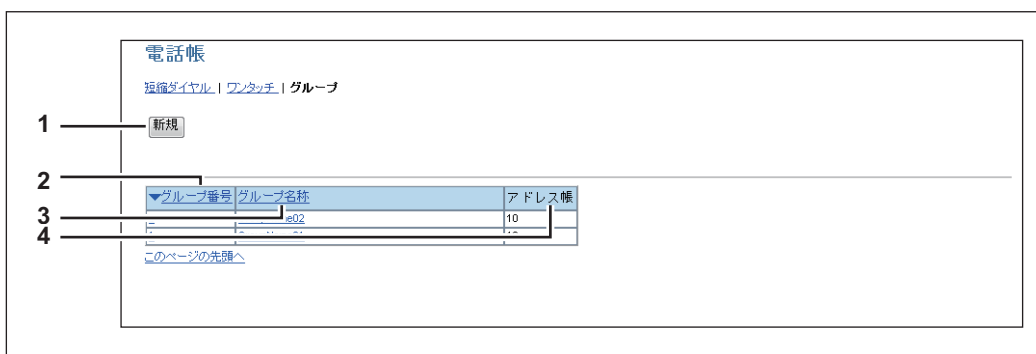 電話帳
短縮ダイヤル | ワンタッチ | グループ
1
新規
2
▼グループ番号 グループ名称 アドレス帳
3
10
4
このページの先頭へ